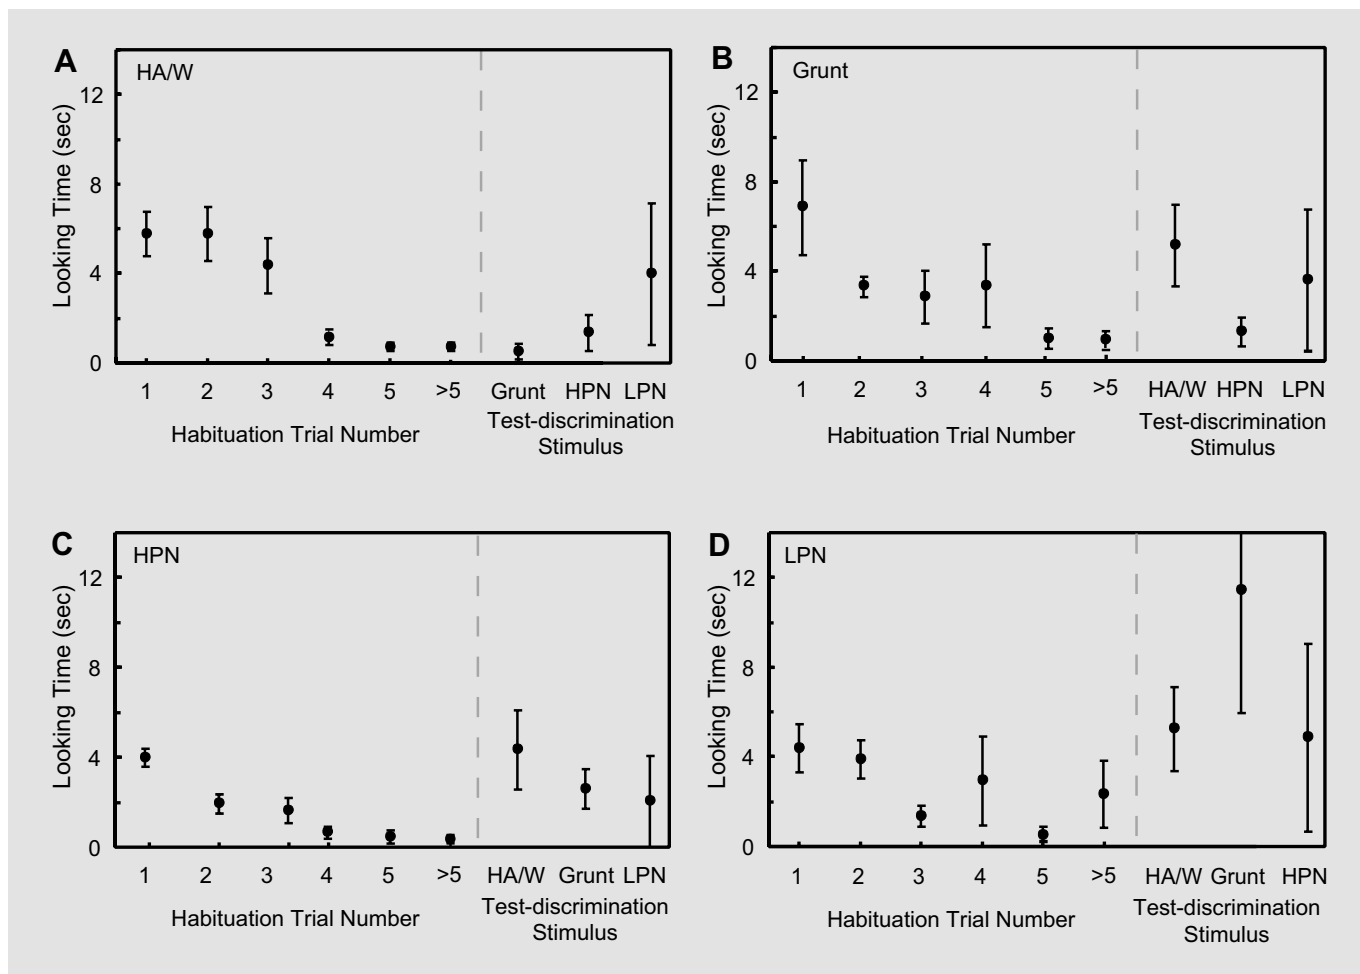 A
HA/W
Looking Time (sec)
12
8
4
0
1 2 3 4 5 >5 Grunt HPN LPN
Habituation Trial Number
Test-discrimination
Stimulus
B
Grunt
Looking Time (sec)
12
8
4
0
1 2 3 4 5 >5 HA/W HPN LPN
Habituation Trial Number
Test-discrimination
Stimulus
C
HPN
Looking Time (sec)
12
8
4
0
1 2 3 4 5 >5 HA/W Grunt LPN
Habituation Trial Number
Test-discrimination
Stimulus
D
LPN
Looking Time (sec)
12
8
4
0
1 2 3 4 5 >5 HA/W Grunt HPN
Habituation Trial Number
Test-discrimination
Stimulus